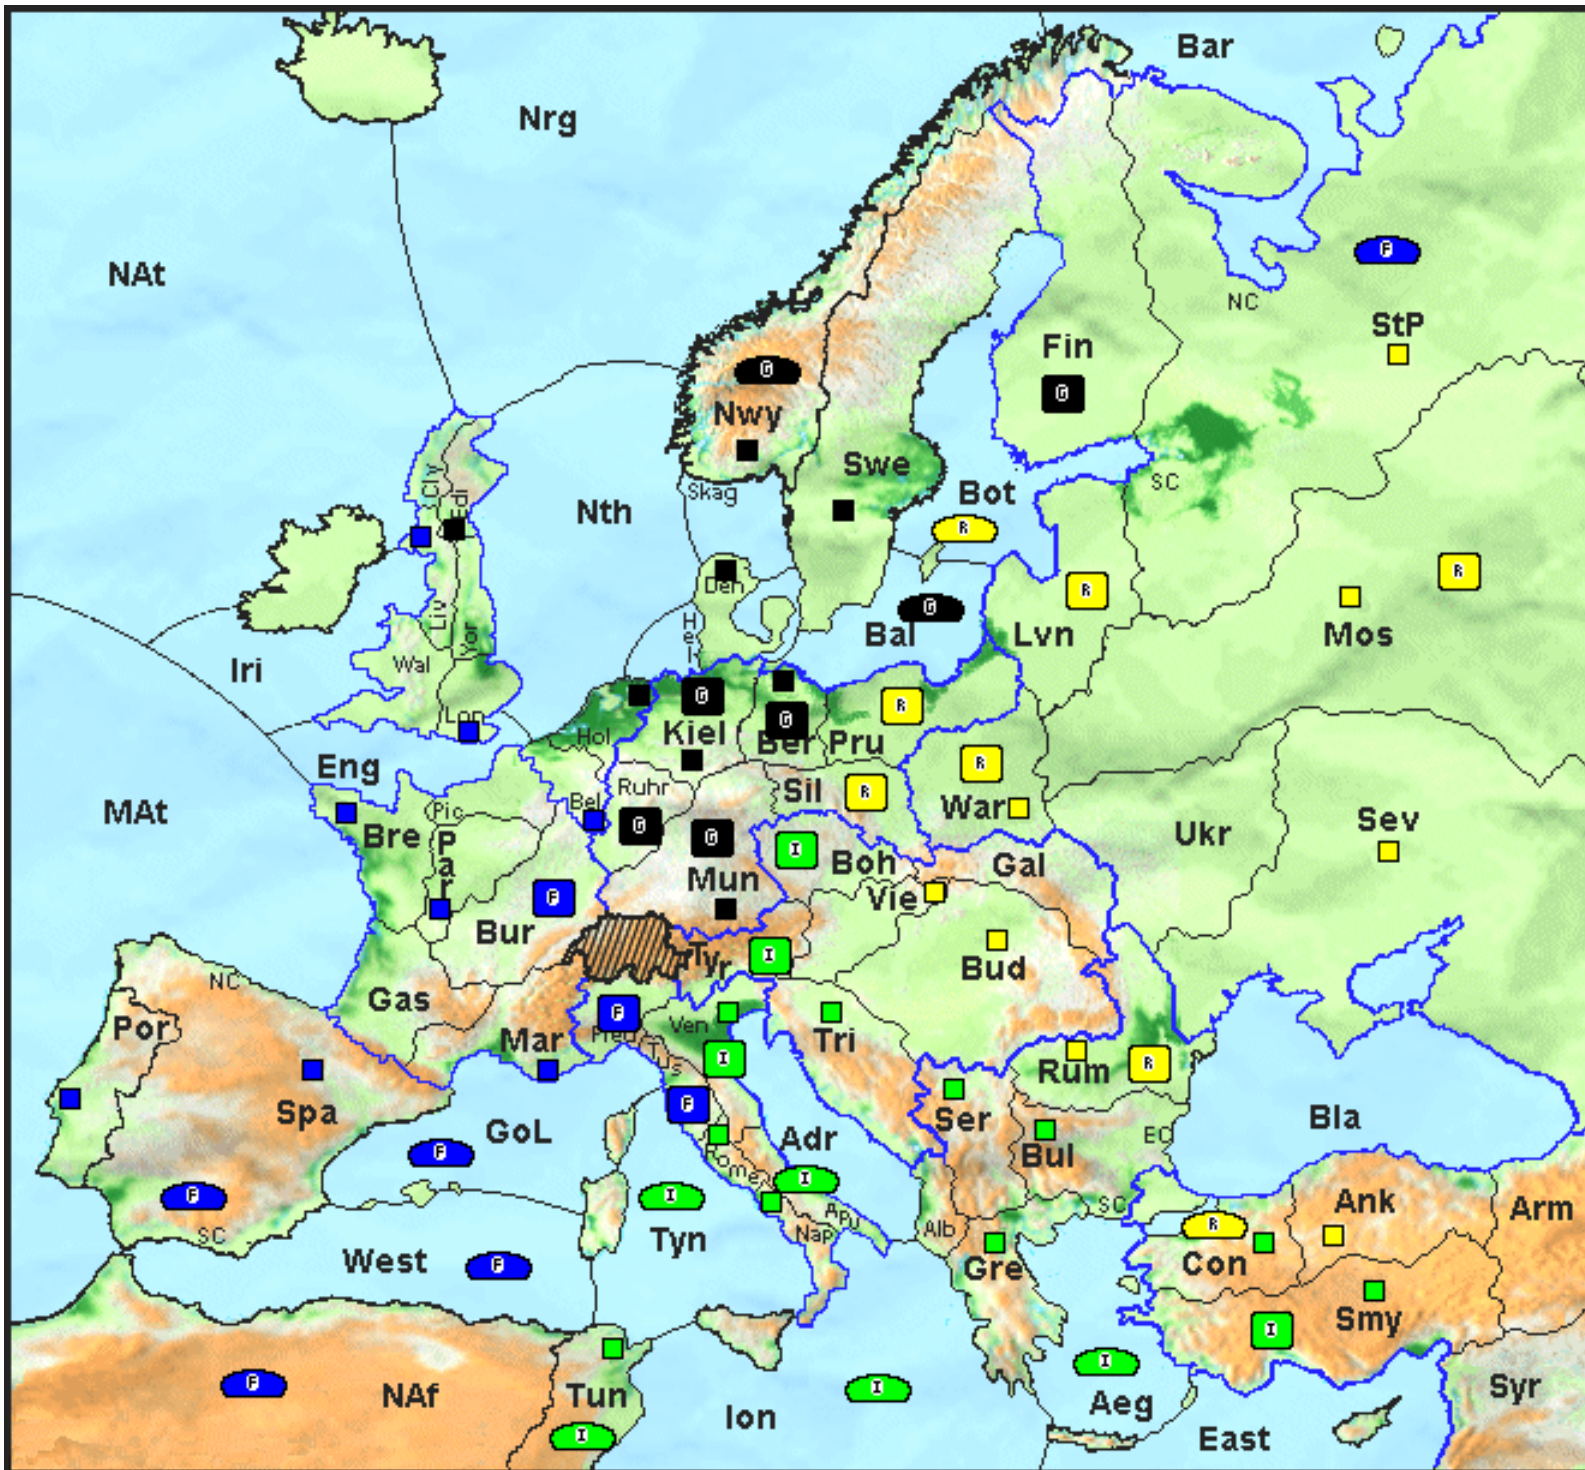 Bar
Nrg
NAt
F
NC
StP
Fin
G
G
Nwy
Cly
Edi
Swe
SC
Skag
Bot
Nth
R
R
Den
R
G
Hel
Bal
Lvn
Mos
Liv
Yor
Iri
Wal
G
R
G
Lon
Hol
Kiel
Ber
Pru
Eng
R
Ruhr
Sil
R
War
MAt
Pic
Bel
Bre
G
G
I
Ukr
Sev
Par
Boh
Gal
Mun
Vie
F
Bur
I
Tyr
Bud
NC
Gas
F
Por
Mar
Pied
Ven
Tri
Tus
I
Rum
R
Spa
F
GoL
Ser
Bla
Adr
Bul
EC
F
Rome
I
F
I
Apu
SC
Ank
Arm
SC
Tyn
Nap
Alb
R
West
F
Gre
Con
Smy
I
F
NAf
Tun
I
Ion
I
Aeg
Syr
I
East